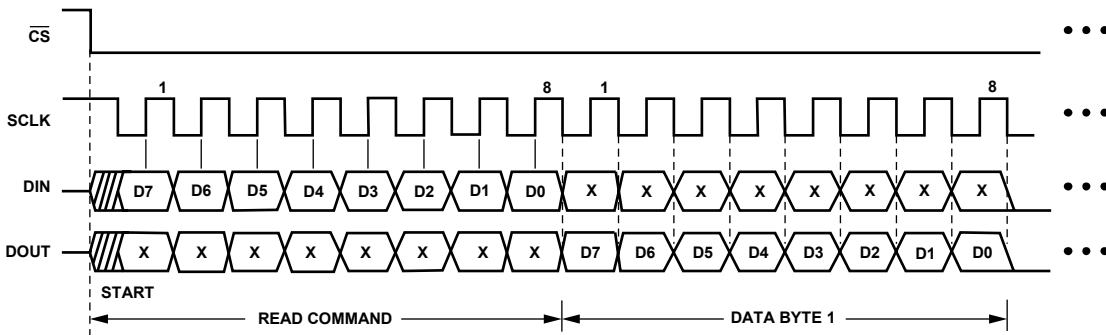 CS
1 8 1 8
SCLK
DIN D7 D6 D5 D4 D3 D2 D1 D0 X X X X X X X X
DOUT X X X X X X X X D7 D6 D5 D4 D3 D2 D1 D0
START
READ COMMAND DATA BYTE 1